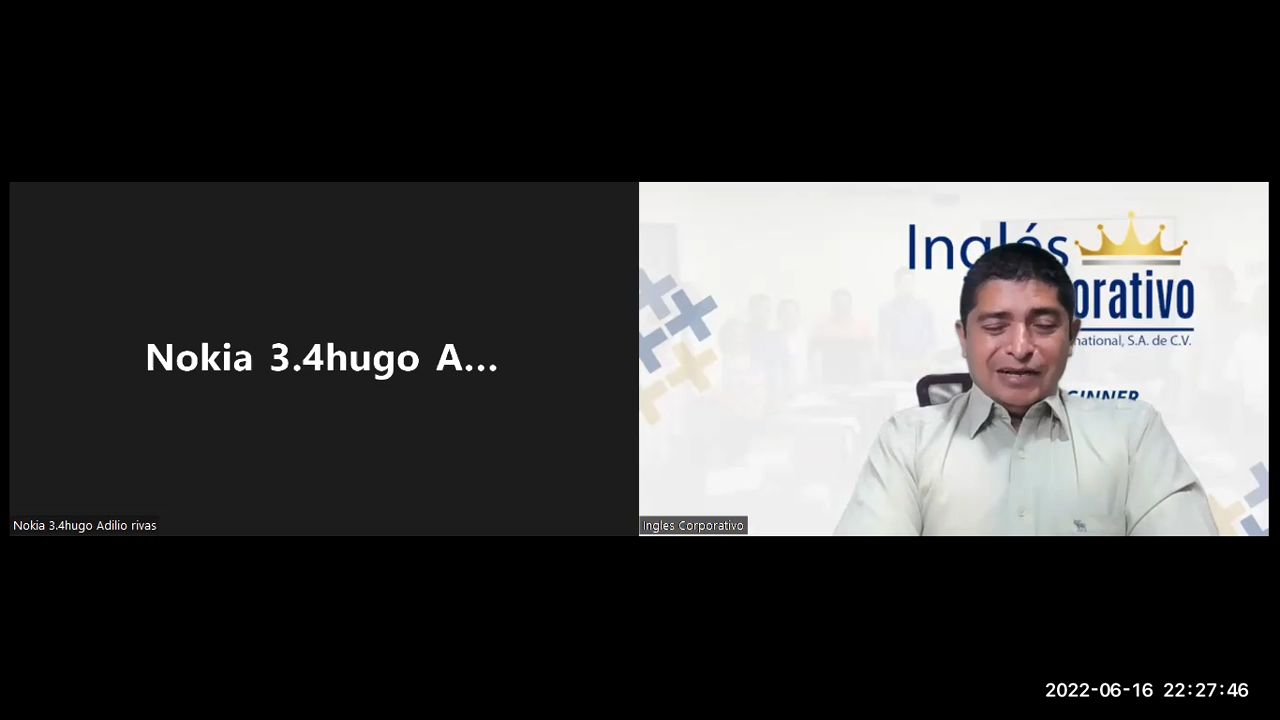 Nokia 3.4hugo A...
Nokia 3.4hugo Adilio rivas
Inglés
orativo
national, S.A. de C.V.
GINNER
Ingles Corporativo
2022-06-16 22:27:46